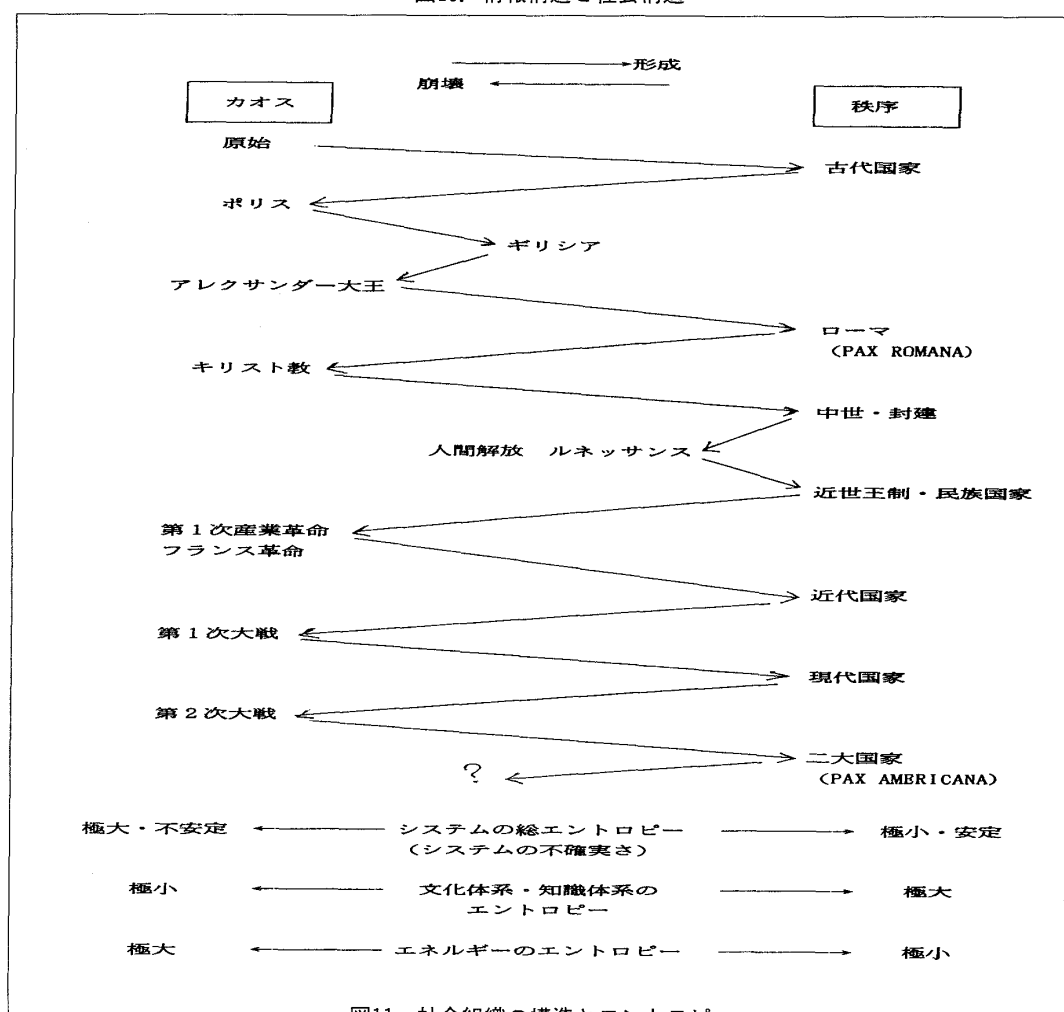 形成
崩壊
カオス
秩序
原始
古代国家
ポリス
ギリシア
アレクサンダー大王
ローマ
(PAX ROMANA)
キリスト教
中世・封建
人間解放 ルネッサンス
近世王制・民族国家
第1次産業革命
フランス革命
近代国家
第1次大戦
現代国家
第2次大戦
二大国家
?
(PAX AMERICANA)
極大・不安定 システムの総エントロピー 極小・安定
(システムの不確実さ)
極小 文化体系・知識体系の 極大
エントロピー
極大 エネルギーのエントロピー 極小